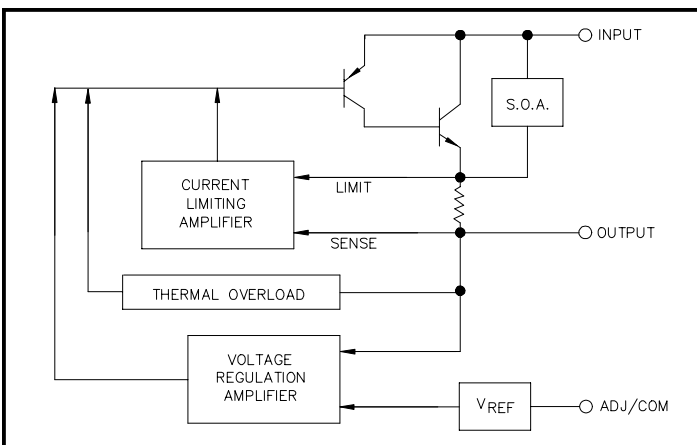 INPUT
S.O.A.
CURRENT
LIMITING
AMPLIFIER
LIMIT
SENSE
OUTPUT
THERMAL OVERLOAD
VOLTAGE
REGULATION
AMPLIFIER
VREF
ADJ/COM